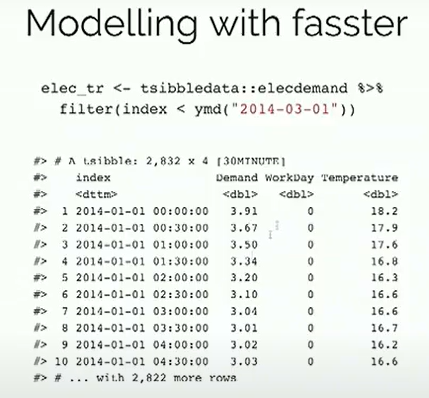 Modelling with fasster
elec_tr <- tsibbledata::elecdemand %>%
filter(index < ymd("2014-03-01"))
#> # A tsibble: 2,832 x 4 [30MINUTE]
#> index Demand WorkDay Temperature
#> <dttm> <dbl> <dbl> <dbl>
#> 1 2014-01-01 00:00:00 3.91 0 18.2
#> 2 2014-01-01 00:30:00 3.67 0 17.9
#> 3 2014-01-01 01:00:00 3.50 0 17.6
#> 4 2014-01-01 01:30:00 3.34 0 16.8
#> 5 2014-01-01 02:00:00 3.20 0 16.3
#> 6 2014-01-01 02:30:00 3.10 0 16.6
#> 7 2014-01-01 03:00:00 3.04 0 16.6
#> 8 2014-01-01 03:30:00 3.01 0 16.7
#> 9 2014-01-01 04:00:00 3.02 0 16.2
#> 10 2014-01-01 04:30:00 3.03 0 16.6
#> # ... with 2,822 more rows